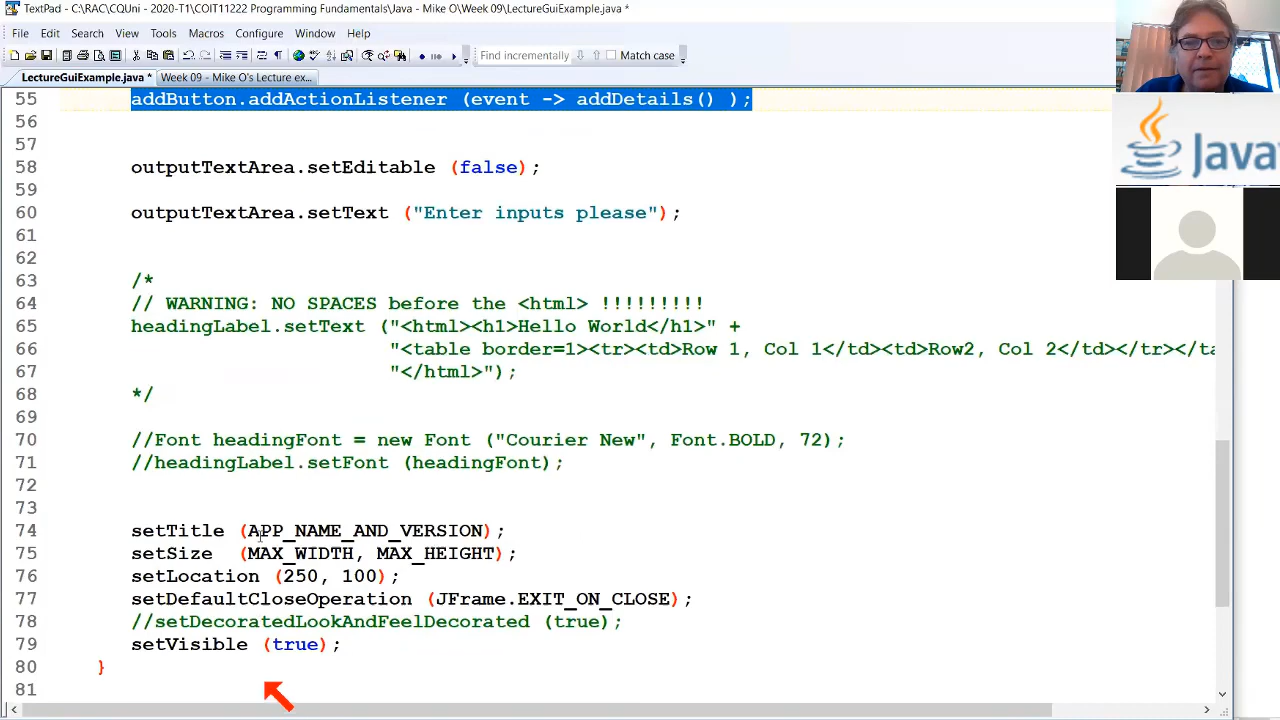 TextPad - C:\RAC\CQUni - 2020-T1\COIT11222 Programming Fundamentals\Java - Mike O\Week 09\LectureGuiExample.java *
File Edit Search View Tools Macros Configure Window Help
Find incrementally Match case
LectureGuiExample.java * Week 09 - Mike O's Lecture ex...
55 addButton.addActionListener (event -> addDetails() );
56
57
58 outputTextArea.setEditable (false);
59
60 outputTextArea.setText ("Enter inputs please");
61
62
63 /*
64 // WARNING: NO SPACES before the <html> !!!!!!!!!
65 headingLabel.setText ("<html><h1>Hello World</h1>" +
66 "<table border=1><tr><td>Row 1, Col 1</td><td>Row2, Col 2</td></tr></ta
67 "</html>");
68 */
69
70 //Font headingFont = new Font ("Courier New", Font.BOLD, 72);
71 //headingLabel.setFont (headingFont);
72
73
74 setTitle (APP_NAME_AND_VERSION);
75 setSize (MAX_WIDTH, MAX_HEIGHT);
76 setLocation (250, 100);
77 setDefaultCloseOperation (JFrame.EXIT_ON_CLOSE);
78 //setDecoratedLookAndFeelDecorated (true);
79 setVisible (true);
80 }
81
Java